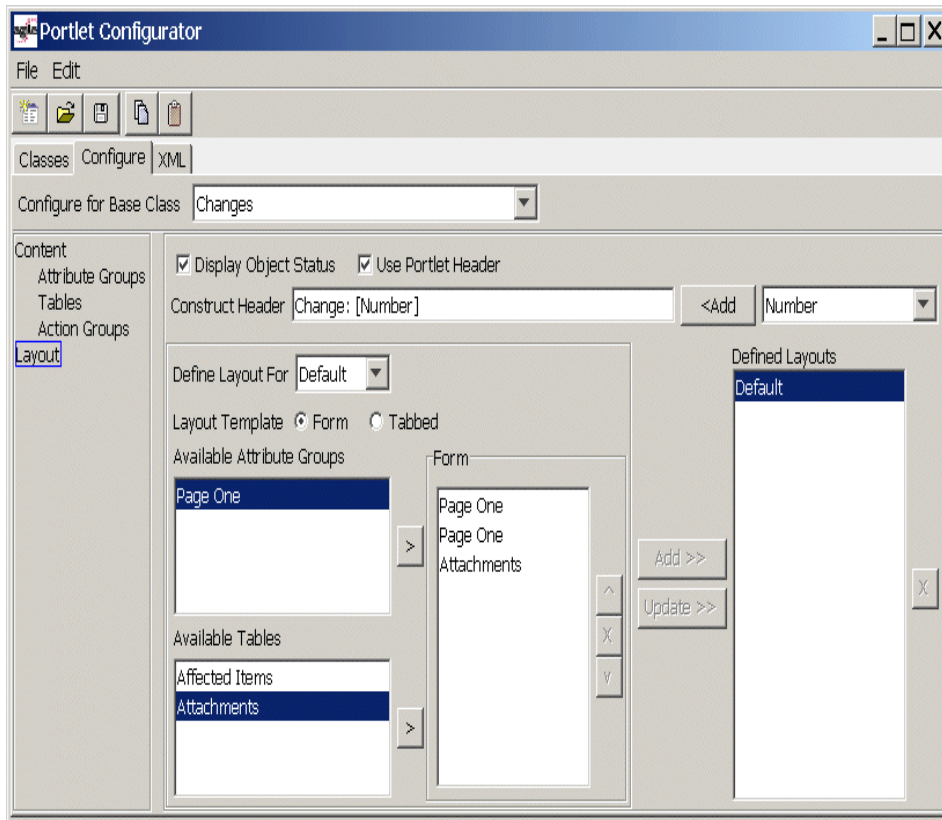 Portlet Configurator
File Edit
Classes Configure XML
Configure for Base Class Changes
Content
Attribute Groups
Tables
Action Groups
Layout
Display Object Status Use Portlet Header
Construct Header Change: [Number] <Add Number
Define Layout For Default
Layout Template Form Tabbed
Available Attribute Groups
Page One
>
Form
Page One
Page One
Attachments
^
X
v
Available Tables
Affected Items
Attachments
>
Add >>
Update >>
Defined Layouts
Default
X